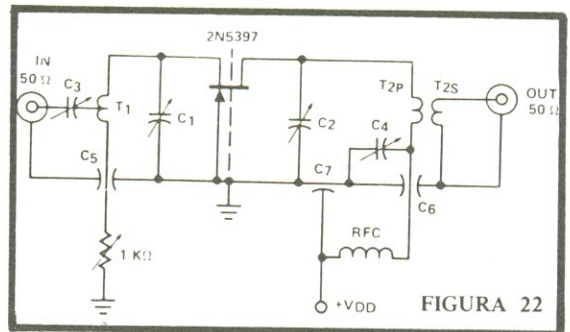 2N5397
IN
50 Ω
C3
T1
C1
C2
T2P
T2S
OUT
50 Ω
C4
C5
C7
C6
1 KΩ
RFC
+VDD
FIGURA 22